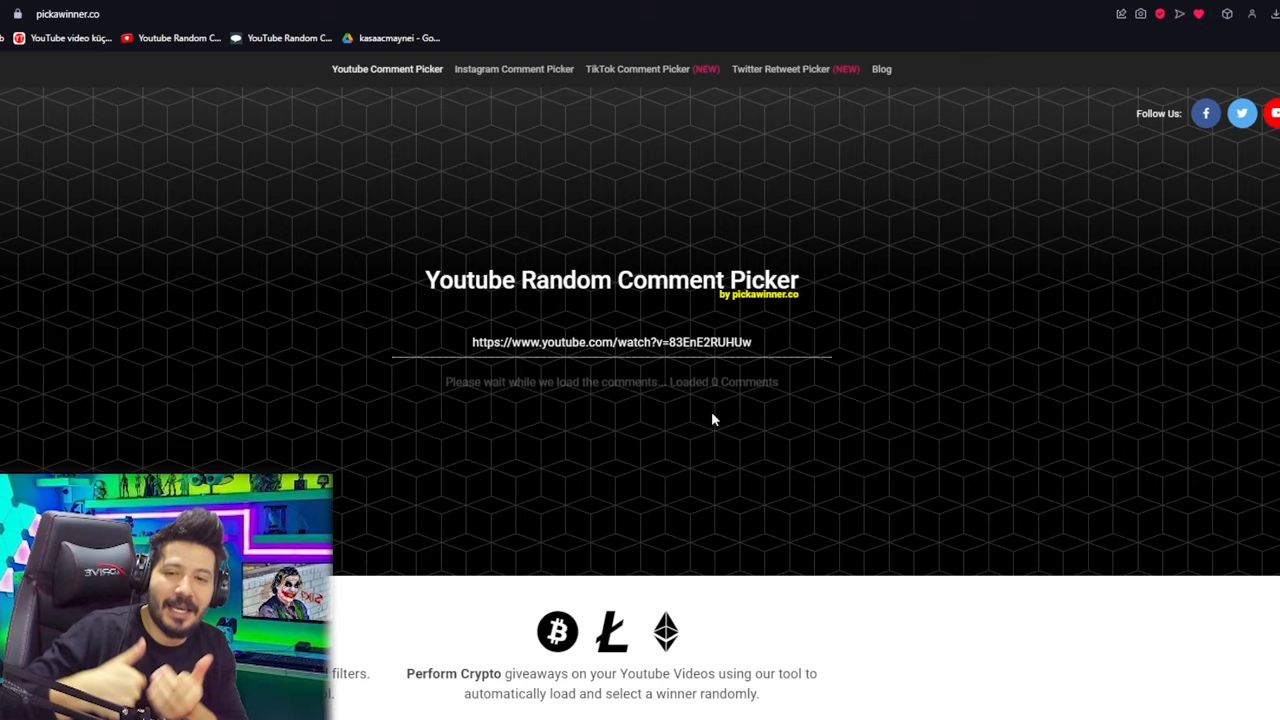 pickawinner.co
YouTube video küç...
Youtube Random C...
YouTube Random C...
kasaacmaynei - Go...
Youtube Comment Picker
Instagram Comment Picker
TikTok Comment Picker (NEW)
Twitter Retweet Picker (NEW)
Blog
Follow Us:
Youtube Random Comment Picker
by pickawinner.co
https://www.youtube.com/watch?v=83EnE2RUHUw
Please wait while we load the comments... Loaded 0 Comments
filters.
Perform Crypto giveaways on your Youtube Videos using our tool to
automatically load and select a winner randomly.